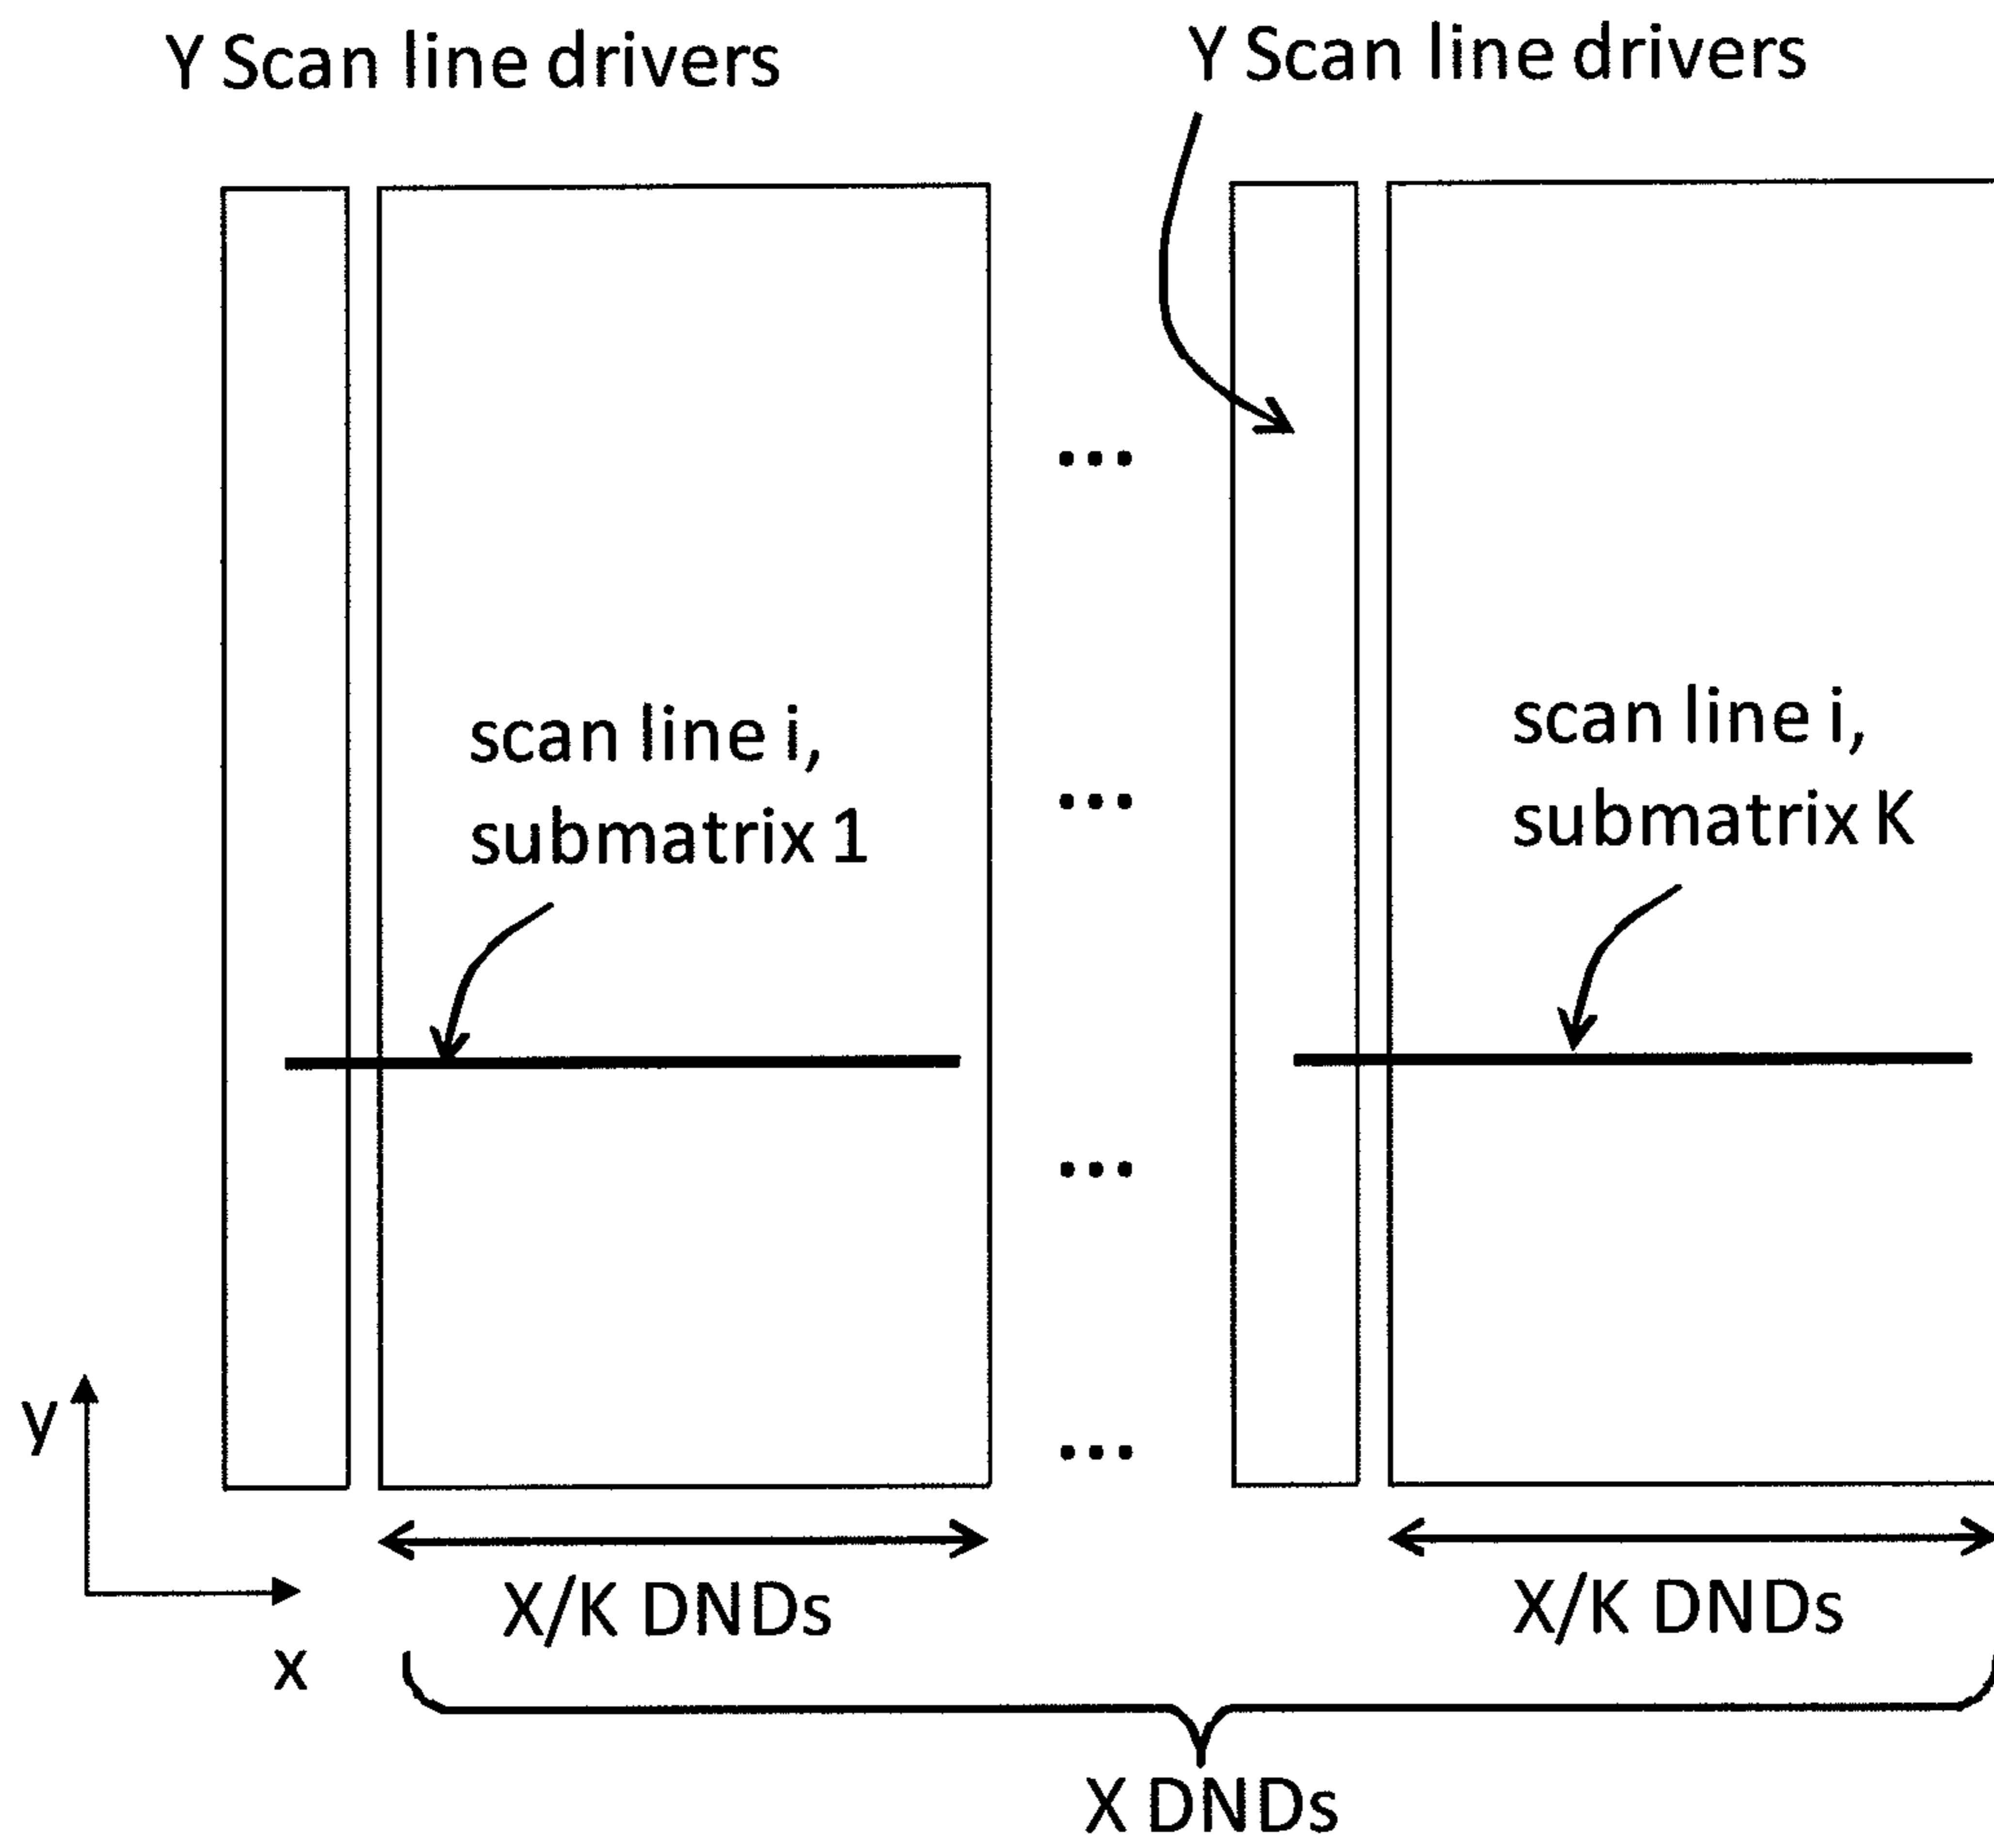 Y Scan line drivers
Y Scan line drivers
scan line i,
submatrix 1
scan line i,
submatrix K
y
x
X/K DNDs
X/K DNDs
X DNDs